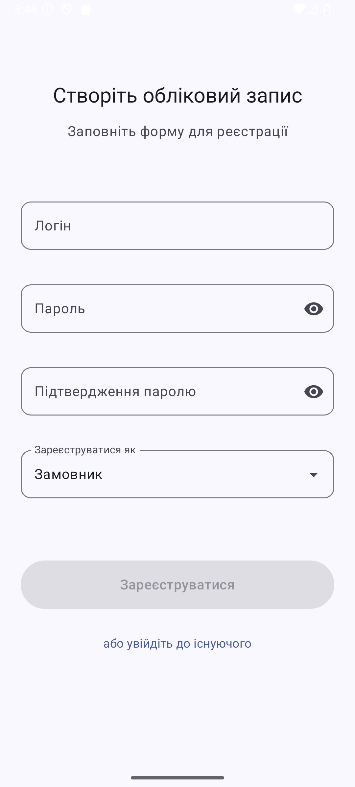 Створіть обліковий запис
Заповніть форму для реєстрації
Логін
Пароль
Підтвердження паролю
Зареєструватися як
Замовник
Зареєструватися
або увійдіть до існуючого